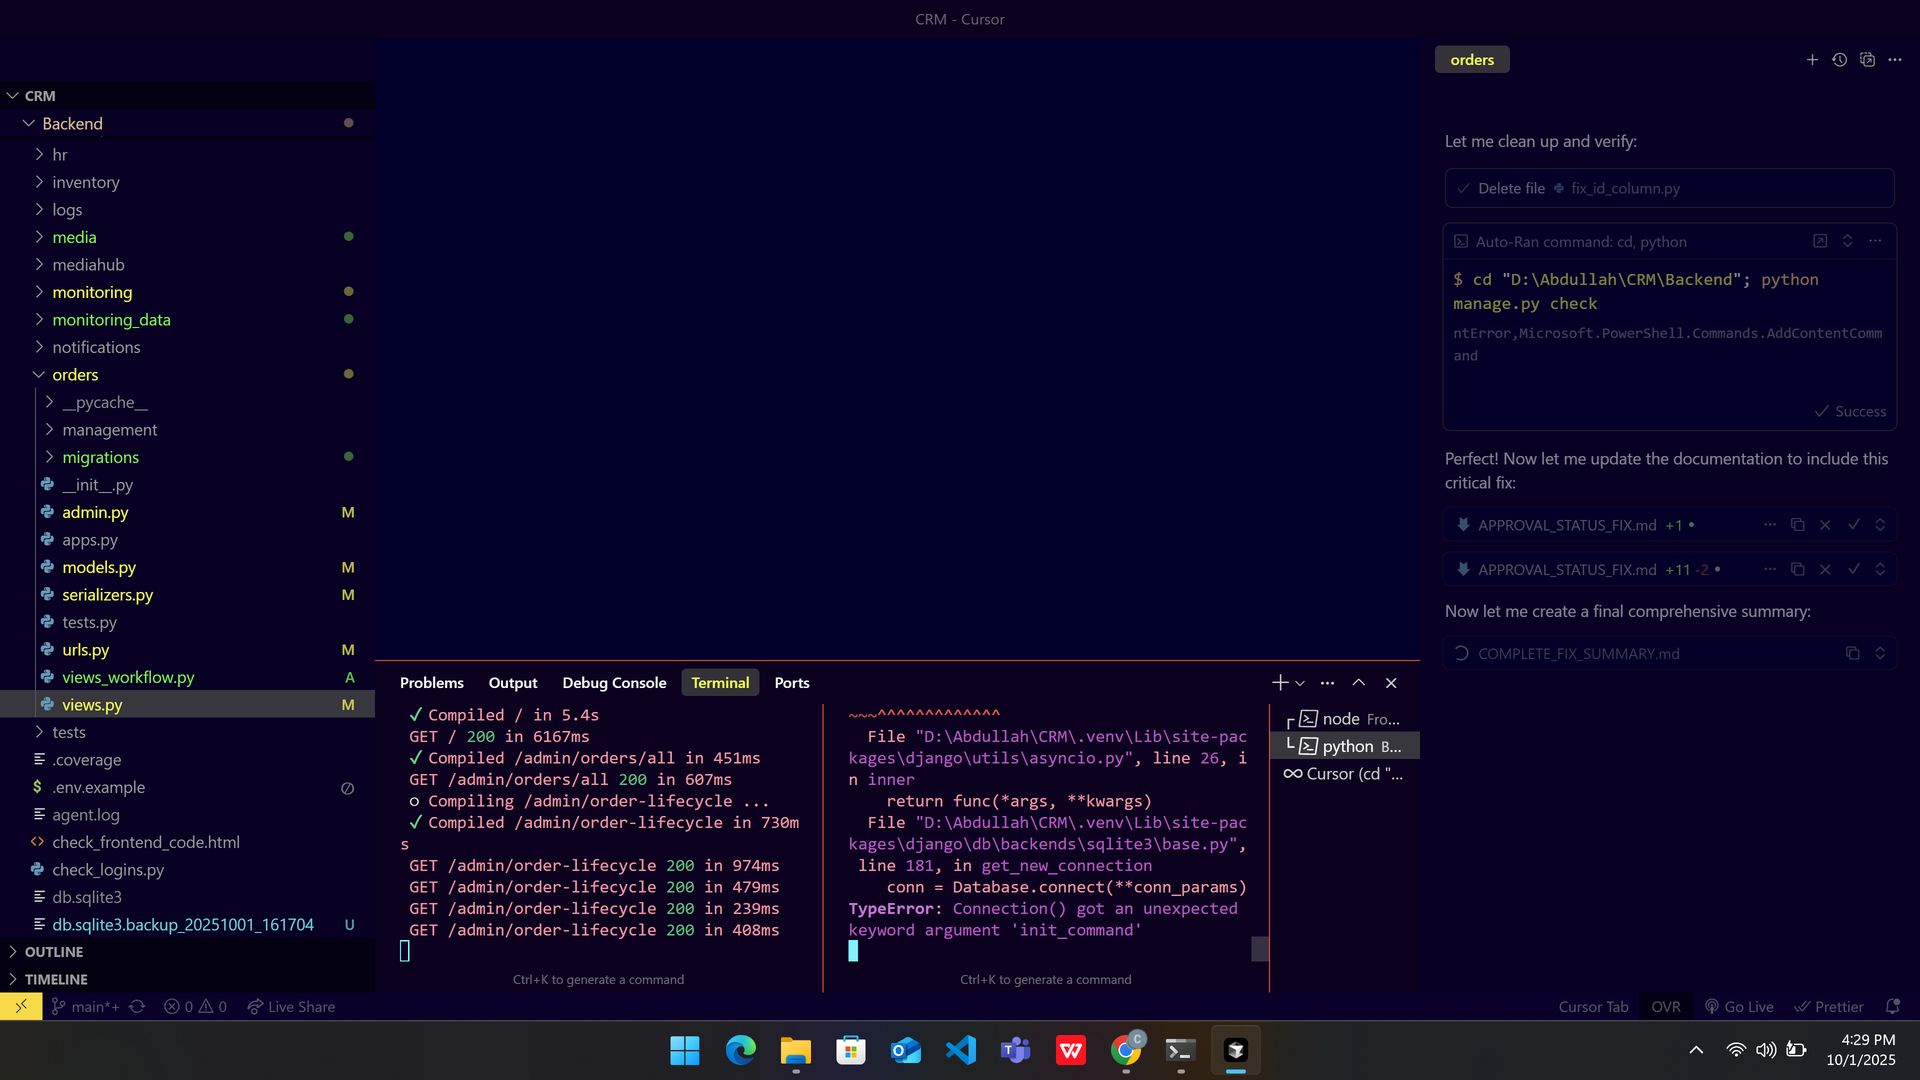 CRM - Cursor
CRM
Backend
hr
inventory
logs
media
mediahub
monitoring
monitoring_data
notifications
orders
__pycache__
management
migrations
__init__.py
admin.py M
apps.py
models.py M
serializers.py M
tests.py
urls.py M
views_workflow.py A
views.py M
tests
.coverage
.env.example
agent.log
check_frontend_code.html
check_logins.py
db.sqlite3
db.sqlite3.backup_20251001_161704 U
OUTLINE
TIMELINE
Problems Output Debug Console Terminal Ports
✓ Compiled / in 5.4s
GET / 200 in 6167ms
✓ Compiled /admin/orders/all in 451ms
GET /admin/orders/all 200 in 607ms
○ Compiling /admin/order-lifecycle ...
✓ Compiled /admin/order-lifecycle in 730m
s
GET /admin/order-lifecycle 200 in 974ms
GET /admin/order-lifecycle 200 in 479ms
GET /admin/order-lifecycle 200 in 239ms
GET /admin/order-lifecycle 200 in 408ms
Ctrl+K to generate a command
~~~^^^^^^^^^^^^^
File "D:\Abdullah\CRM\.venv\Lib\site-pac
kages\django\utils\asyncio.py", line 26, i
n inner
return func(*args, **kwargs)
File "D:\Abdullah\CRM\.venv\Lib\site-pac
kages\django\db\backends\sqlite3\base.py",
line 181, in get_new_connection
conn = Database.connect(**conn_params)
TypeError: Connection() got an unexpected
keyword argument 'init_command'
Ctrl+K to generate a command
node Fro...
python B...
Cursor (cd "...
orders
Let me clean up and verify:
Delete file fix_id_column.py
Auto-Ran command: cd, python
$ cd "D:\Abdullah\CRM\Backend"; python
manage.py check
ntError,Microsoft.PowerShell.Commands.AddContentComm
and
Success
Perfect! Now let me update the documentation to include this
critical fix:
APPROVAL_STATUS_FIX.md +1 •
APPROVAL_STATUS_FIX.md +11 -2 •
Now let me create a final comprehensive summary:
COMPLETE_FIX_SUMMARY.md
main*+ 0 0 Live Share
Cursor Tab OVR Go Live Prettier
4:29 PM
10/1/2025